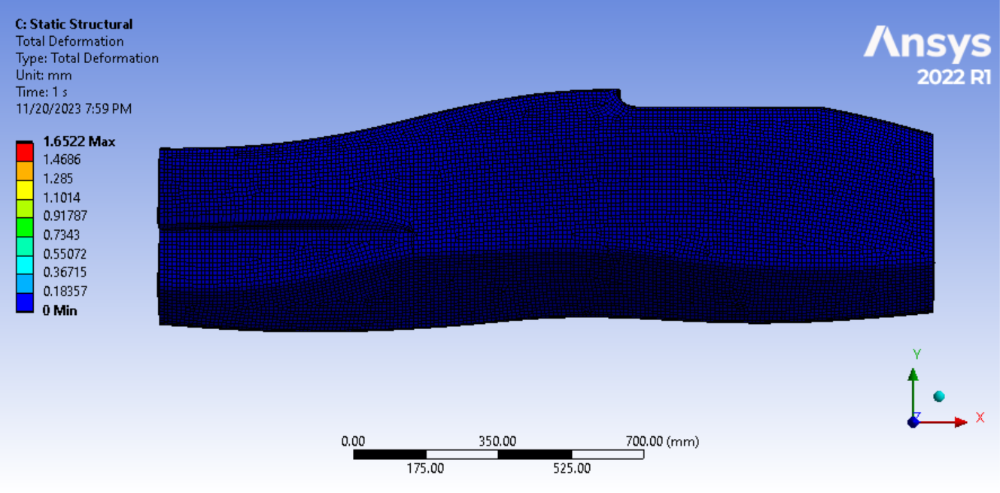 C: Static Structural
Total Deformation
Type: Total Deformation
Unit: mm
Time: 1 s
11/20/2023 7:59 PM
Ansys
2022 R1
1.6522 Max
1.4686
1.285
1.1014
0.91787
0.7343
0.55072
0.36715
0.18357
0 Min
Y
Z
X
0.00 350.00 700.00 (mm)
175.00 525.00